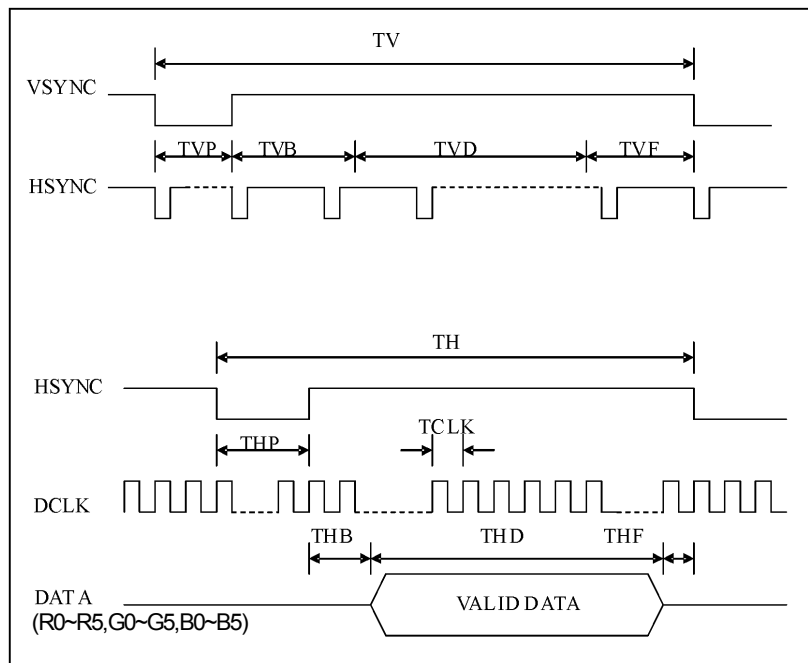 TV
VSYNC
TVP TVB TVD TVF
HSYNC
TH
HSYNC
TCLK
THP
DCLK
THB THD THF
DATA
VALID DATA
(R0~R5,G0~G5,B0~B5)